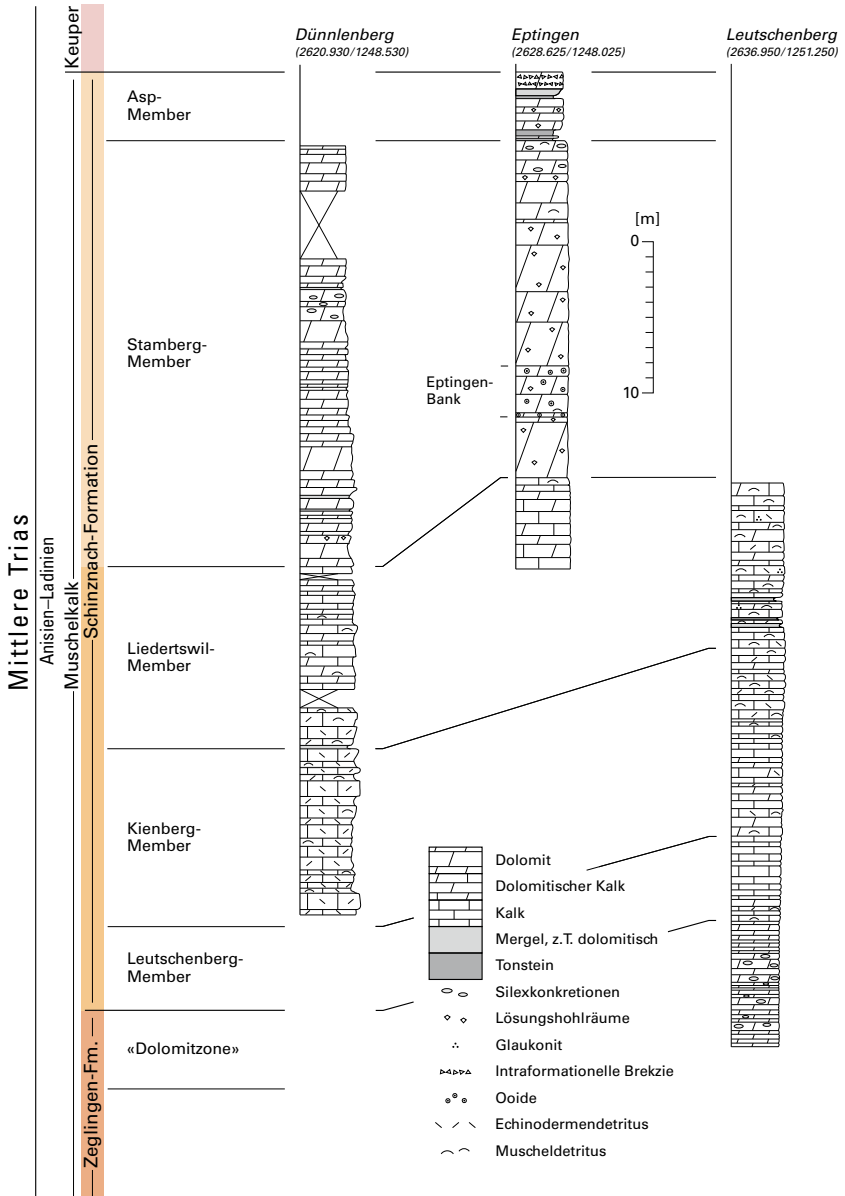 Mittlere Trias
Anisien–Ladinien
Muschelkalk
Keuper
Schinznach-Formation
Zeglingen-Fm.
Dünnlenberg
(2620.930/1248.530)
Eptingen
(2628.625/1248.025)
Leutschenberg
(2636.950/1251.250)
Asp-
Member
Stamberg-
Member
Eptingen-
Bank
[m]
0
10
Liedertswil-
Member
Kienberg-
Member
Leutschenberg-
Member
«Dolomitzone»
Dolomit
Dolomitischer Kalk
Kalk
Mergel, z.T. dolomitisch
Tonstein
Silexkonkretionen
Lösungshohlräume
Glaukonit
Intraformationelle Brekzie
Ooide
Echinodermendetritus
Muscheldetritus